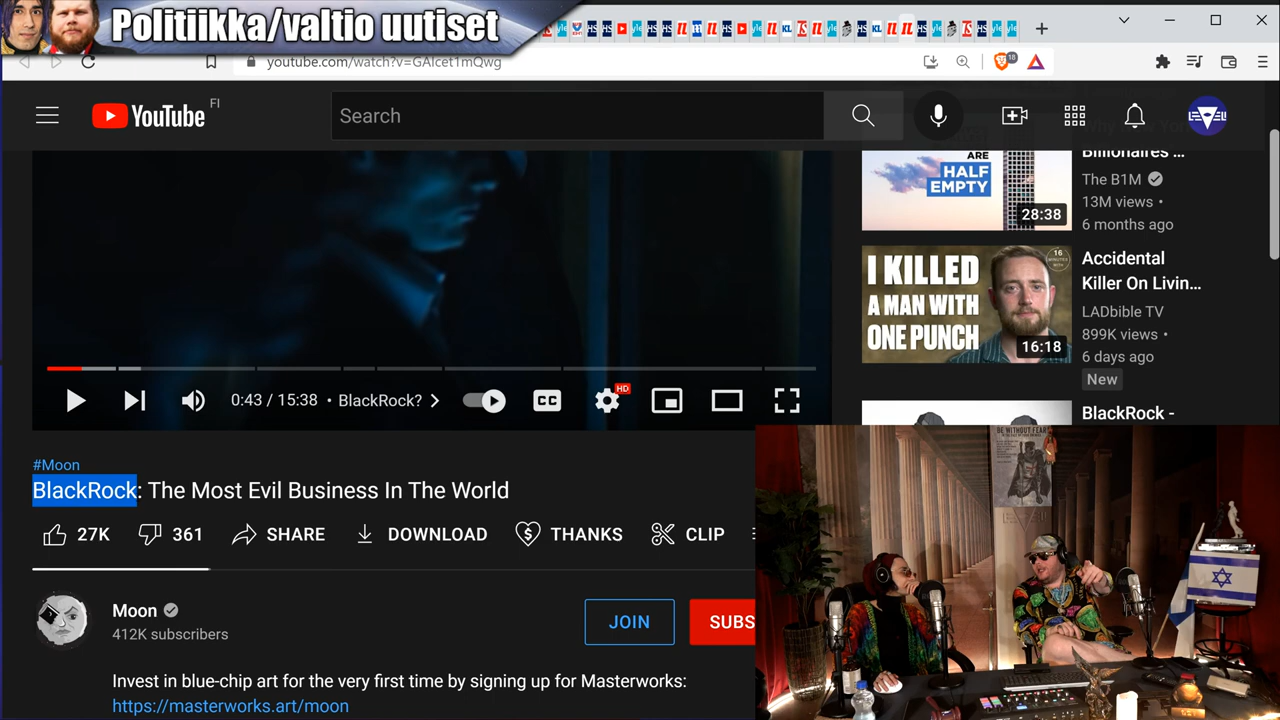 Politiikka/valtio uutiset
youtube.com/watch?v=GAlcet1mQwg
18
YouTube
FI
Search
ARE
HALF
EMPTY
28:38
Billionaires ...
The B1M
13M views •
6 months ago
I KILLED
A MAN WITH
ONE PUNCH
16:18
Accidental
Killer On Livin...
LADbible TV
899K views •
6 days ago
New
BlackRock -
0:43 / 15:38 • BlackRock?
CC
HD
#Moon
BlackRock: The Most Evil Business In The World
27K
361
SHARE
DOWNLOAD
THANKS
CLIP
Moon
412K subscribers
JOIN
SUBS
Invest in blue-chip art for the very first time by signing up for Masterworks:
https://masterworks.art/moon
BE WITHOUT FEAR